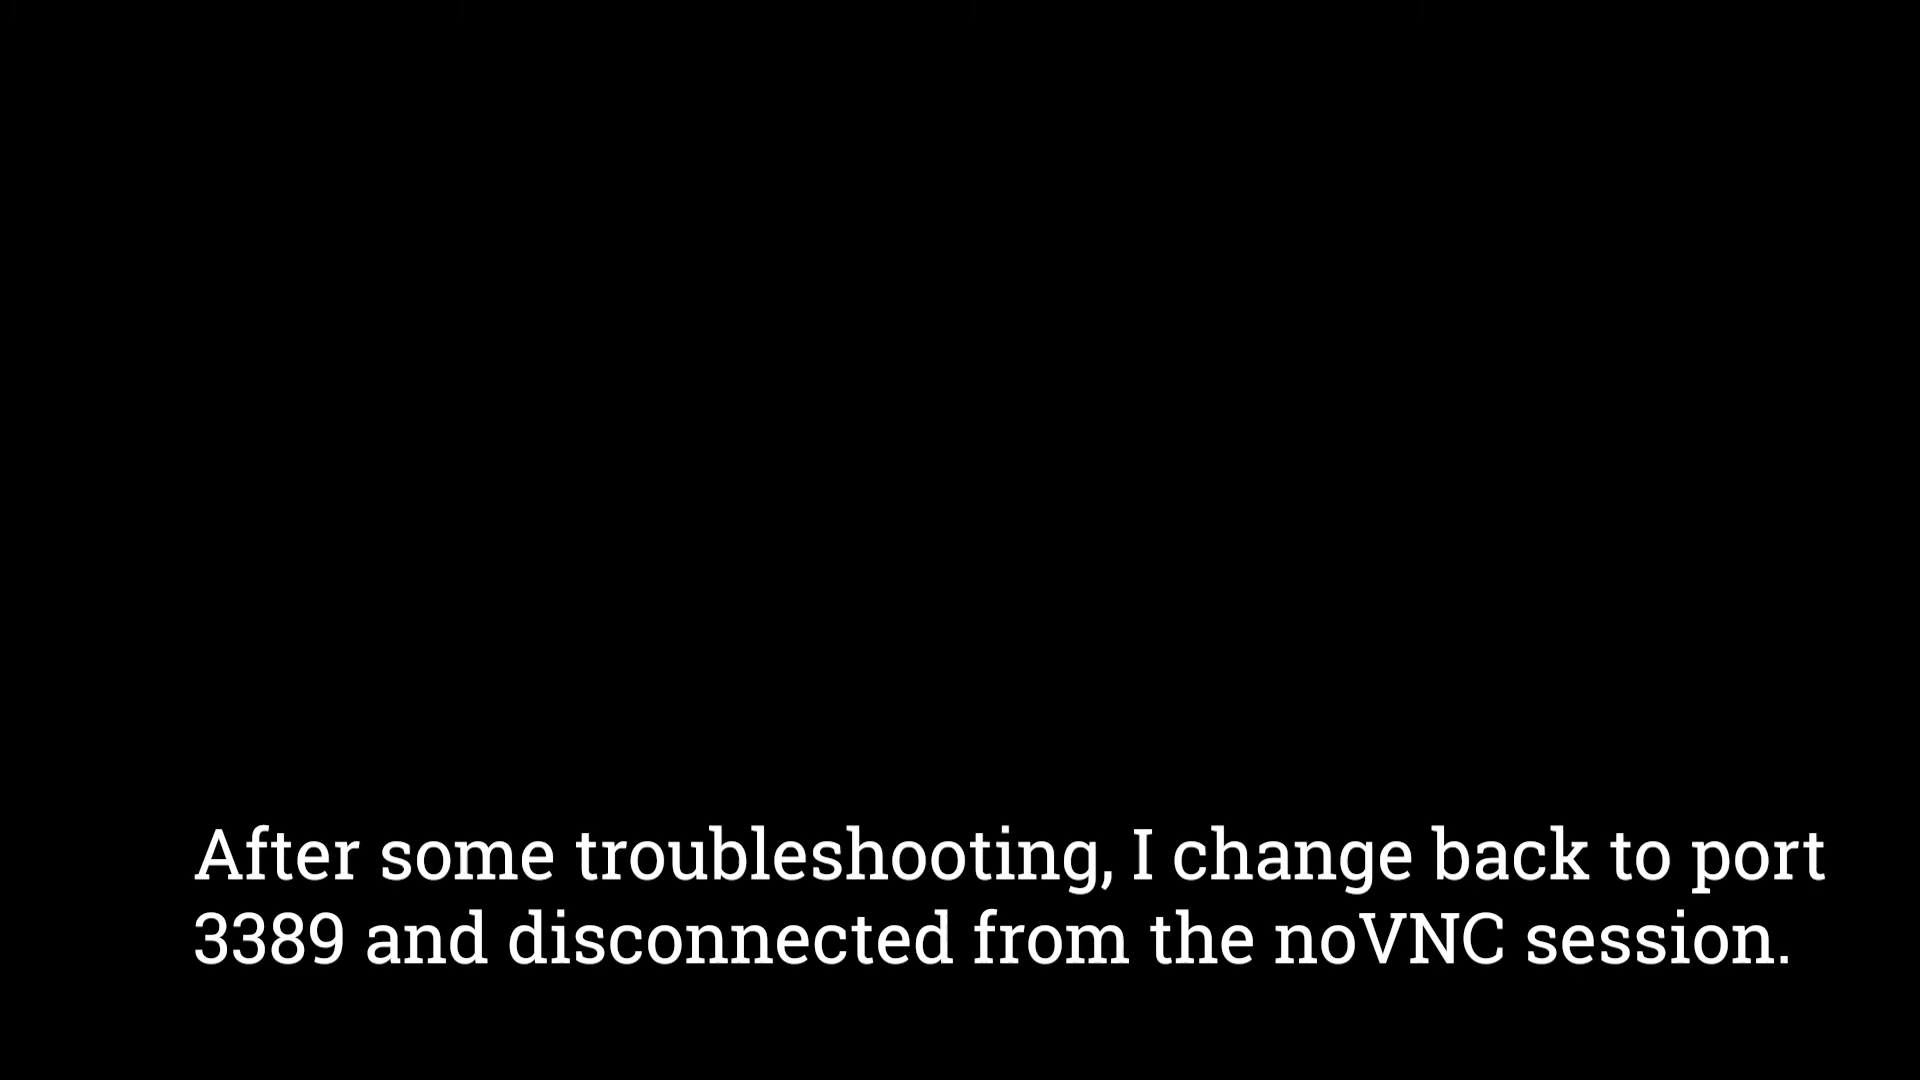 After some troubleshooting, I change back to port
3389 and disconnected from the noVNC session.